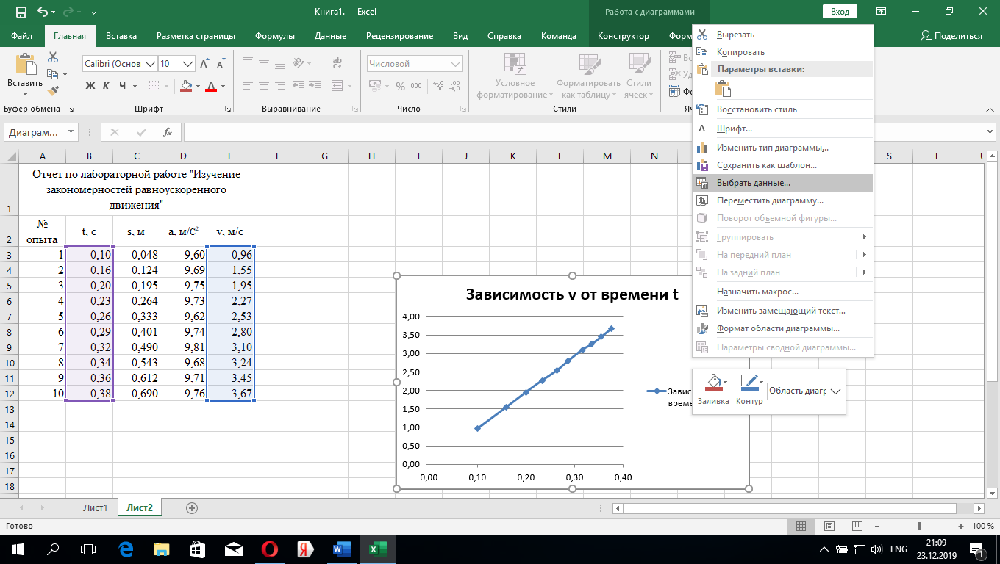 Книга1. - Excel
Работа с диаграммами
Вход
Файл Главная Вставка Разметка страницы Формулы Данные Рецензирование Вид Справка Команда Конструктор Форм Поделиться
Вставить
Calibri (Основ 10
Ж К Ч
Числовой
% 000
Условное форматирование
Форматировать как таблицу
Стили ячеек
Вс
Уд
Фо
Буфер обмена Шрифт Выравнивание Число Стили Яч
Диаграм...
fx
A B C D E F G H I J K L M N S T U
1 Отчет по лабораторной работе "Изучение
закономерностей равноускоренного
движения"
2 № опыта t, с s, м a, м/С² v, м/с
3 1 0,10 0,048 9,60 0,96
4 2 0,16 0,124 9,69 1,55
5 3 0,20 0,195 9,75 1,95
6 4 0,23 0,264 9,73 2,27
7 5 0,26 0,333 9,62 2,53
8 6 0,29 0,401 9,74 2,80
9 7 0,32 0,490 9,81 3,10
10 8 0,34 0,543 9,68 3,24
11 9 0,36 0,612 9,71 3,45
12 10 0,38 0,690 9,76 3,67
13
14
15
16
17
18
Зависимость v от времени t
4,00
3,50
3,00
2,50
2,00
1,50
1,00
0,50
0,00
0,00 0,10 0,20 0,30 0,40
Завис
време
Вырезать
Копировать
Параметры вставки:
Восстановить стиль
Шрифт...
Изменить тип диаграммы...
Сохранить как шаблон...
Выбрать данные...
Переместить диаграмму...
Поворот объемной фигуры...
Группировать
На передний план
На задний план
Назначить макрос...
Изменить замещающий текст...
Формат области диаграммы...
Параметры сводной диаграммы...
Заливка Контур Область диагр
Лист1 Лист2
Готово
100 %
ENG
21:09
23.12.2019
1